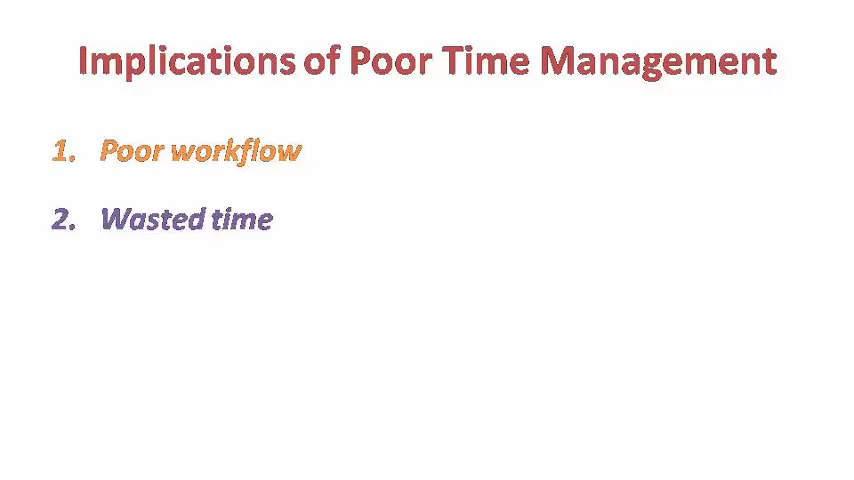 Implications of Poor Time Management
1. Poor workflow
2. Wasted time